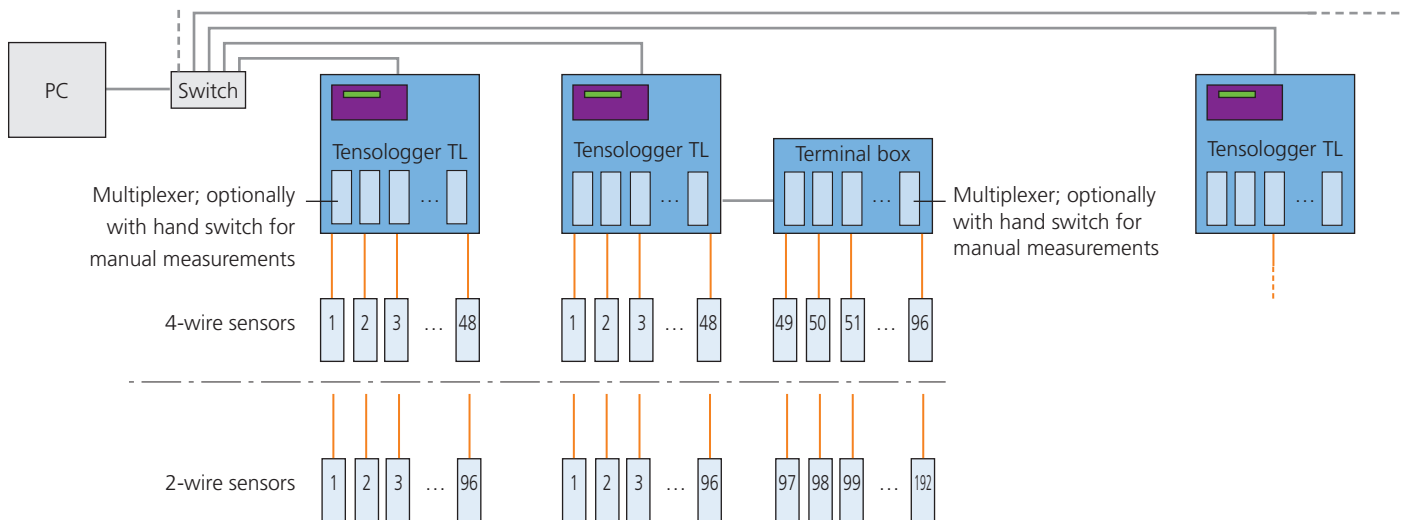 PC
Switch
Tensologger TL
Tensologger TL
Terminal box
Tensologger TL
Multiplexer; optionally
with hand switch for
manual measurements
…
…
…
…
Multiplexer; optionally
with hand switch for
manual measurements
4-wire sensors
1 2 3 … 48
1 2 3 … 48
49 50 51 … 96
2-wire sensors
1 2 3 … 96
1 2 3 … 96
97 98 99 … 192